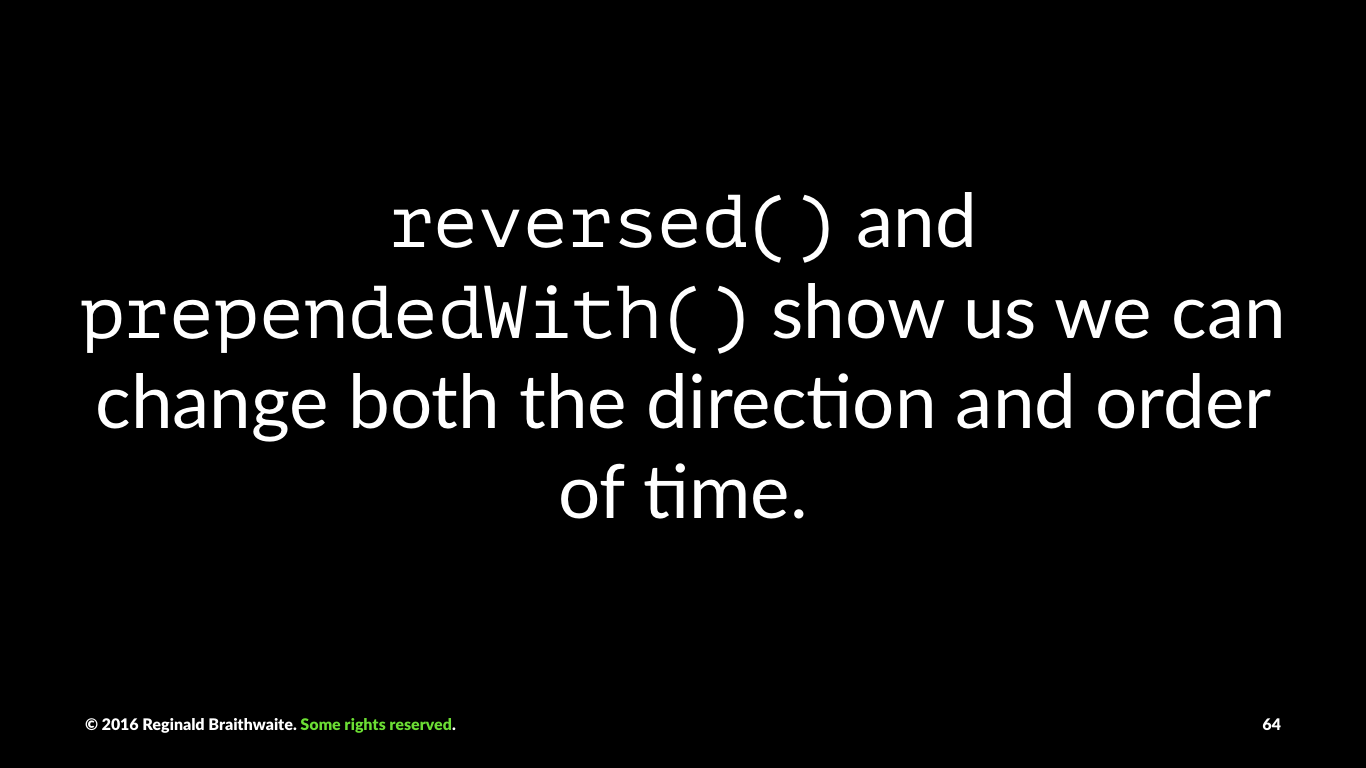 reversed() and
prependedWith() show us we can
change both the direction and order
of time.
© 2016 Reginald Braithwaite. Some rights reserved.
64